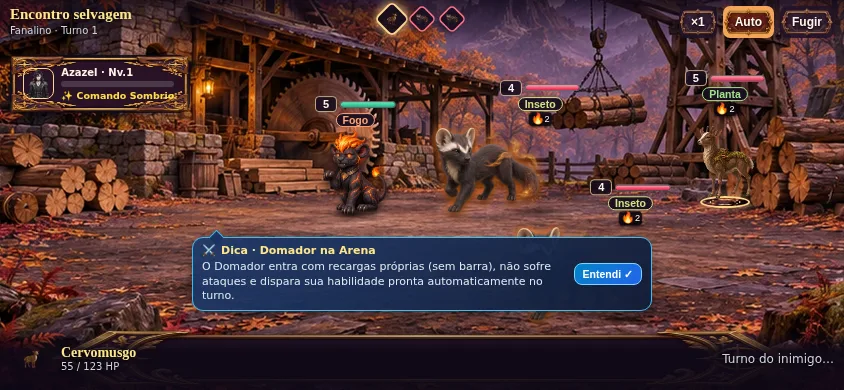 Encontro selvagem
Fanalino · Turno 1
×1
Auto
Fugir
Azazel · Nv.1
✨ Comando Sombrio
5
Fogo
4
Inseto
🔥2
5
Planta
🔥2
4
Inseto
🔥2
⚔️ Dica · Domador na Arena
O Domador entra com recargas próprias (sem barra), não sofre
ataques e dispara sua habilidade pronta automaticamente no
turno.
Entendi ✓
Cervomusgo
55 / 123 HP
Turno do inimigo...